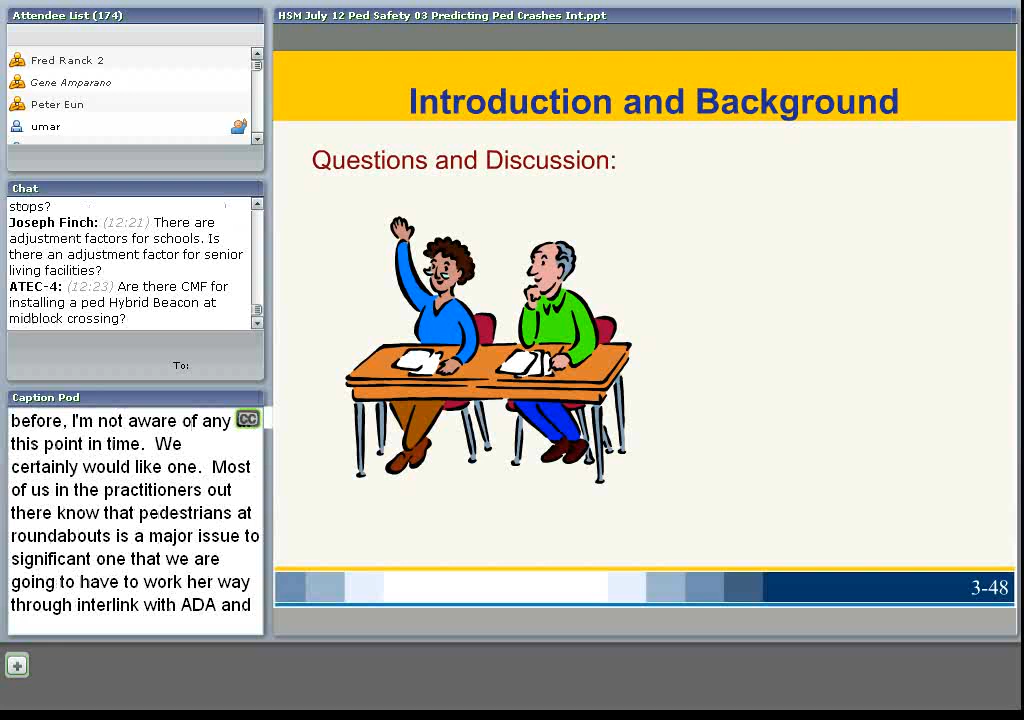 Attendee List (174)
Fred Ranck 2
Gene Amparano
Peter Eun
umar
Chat
stops?
Joseph Finch: (12:21) There are
adjustment factors for schools. Is
there an adjustment factor for senior
living facilities?
ATEC-4: (12:23) Are there CMF for
installing a ped Hybrid Beacon at
midblock crossing?
To:
Caption Pod
before, I'm not aware of any
CC
this point in time. We
certainly would like one. Most
of us in the practitioners out
there know that pedestrians at
roundabouts is a major issue to
significant one that we are
going to have to work her way
through interlink with ADA and
HSM July 12 Ped Safety 03 Predicting Ped Crashes Int.ppt
Introduction and Background
Questions and Discussion:
3-48